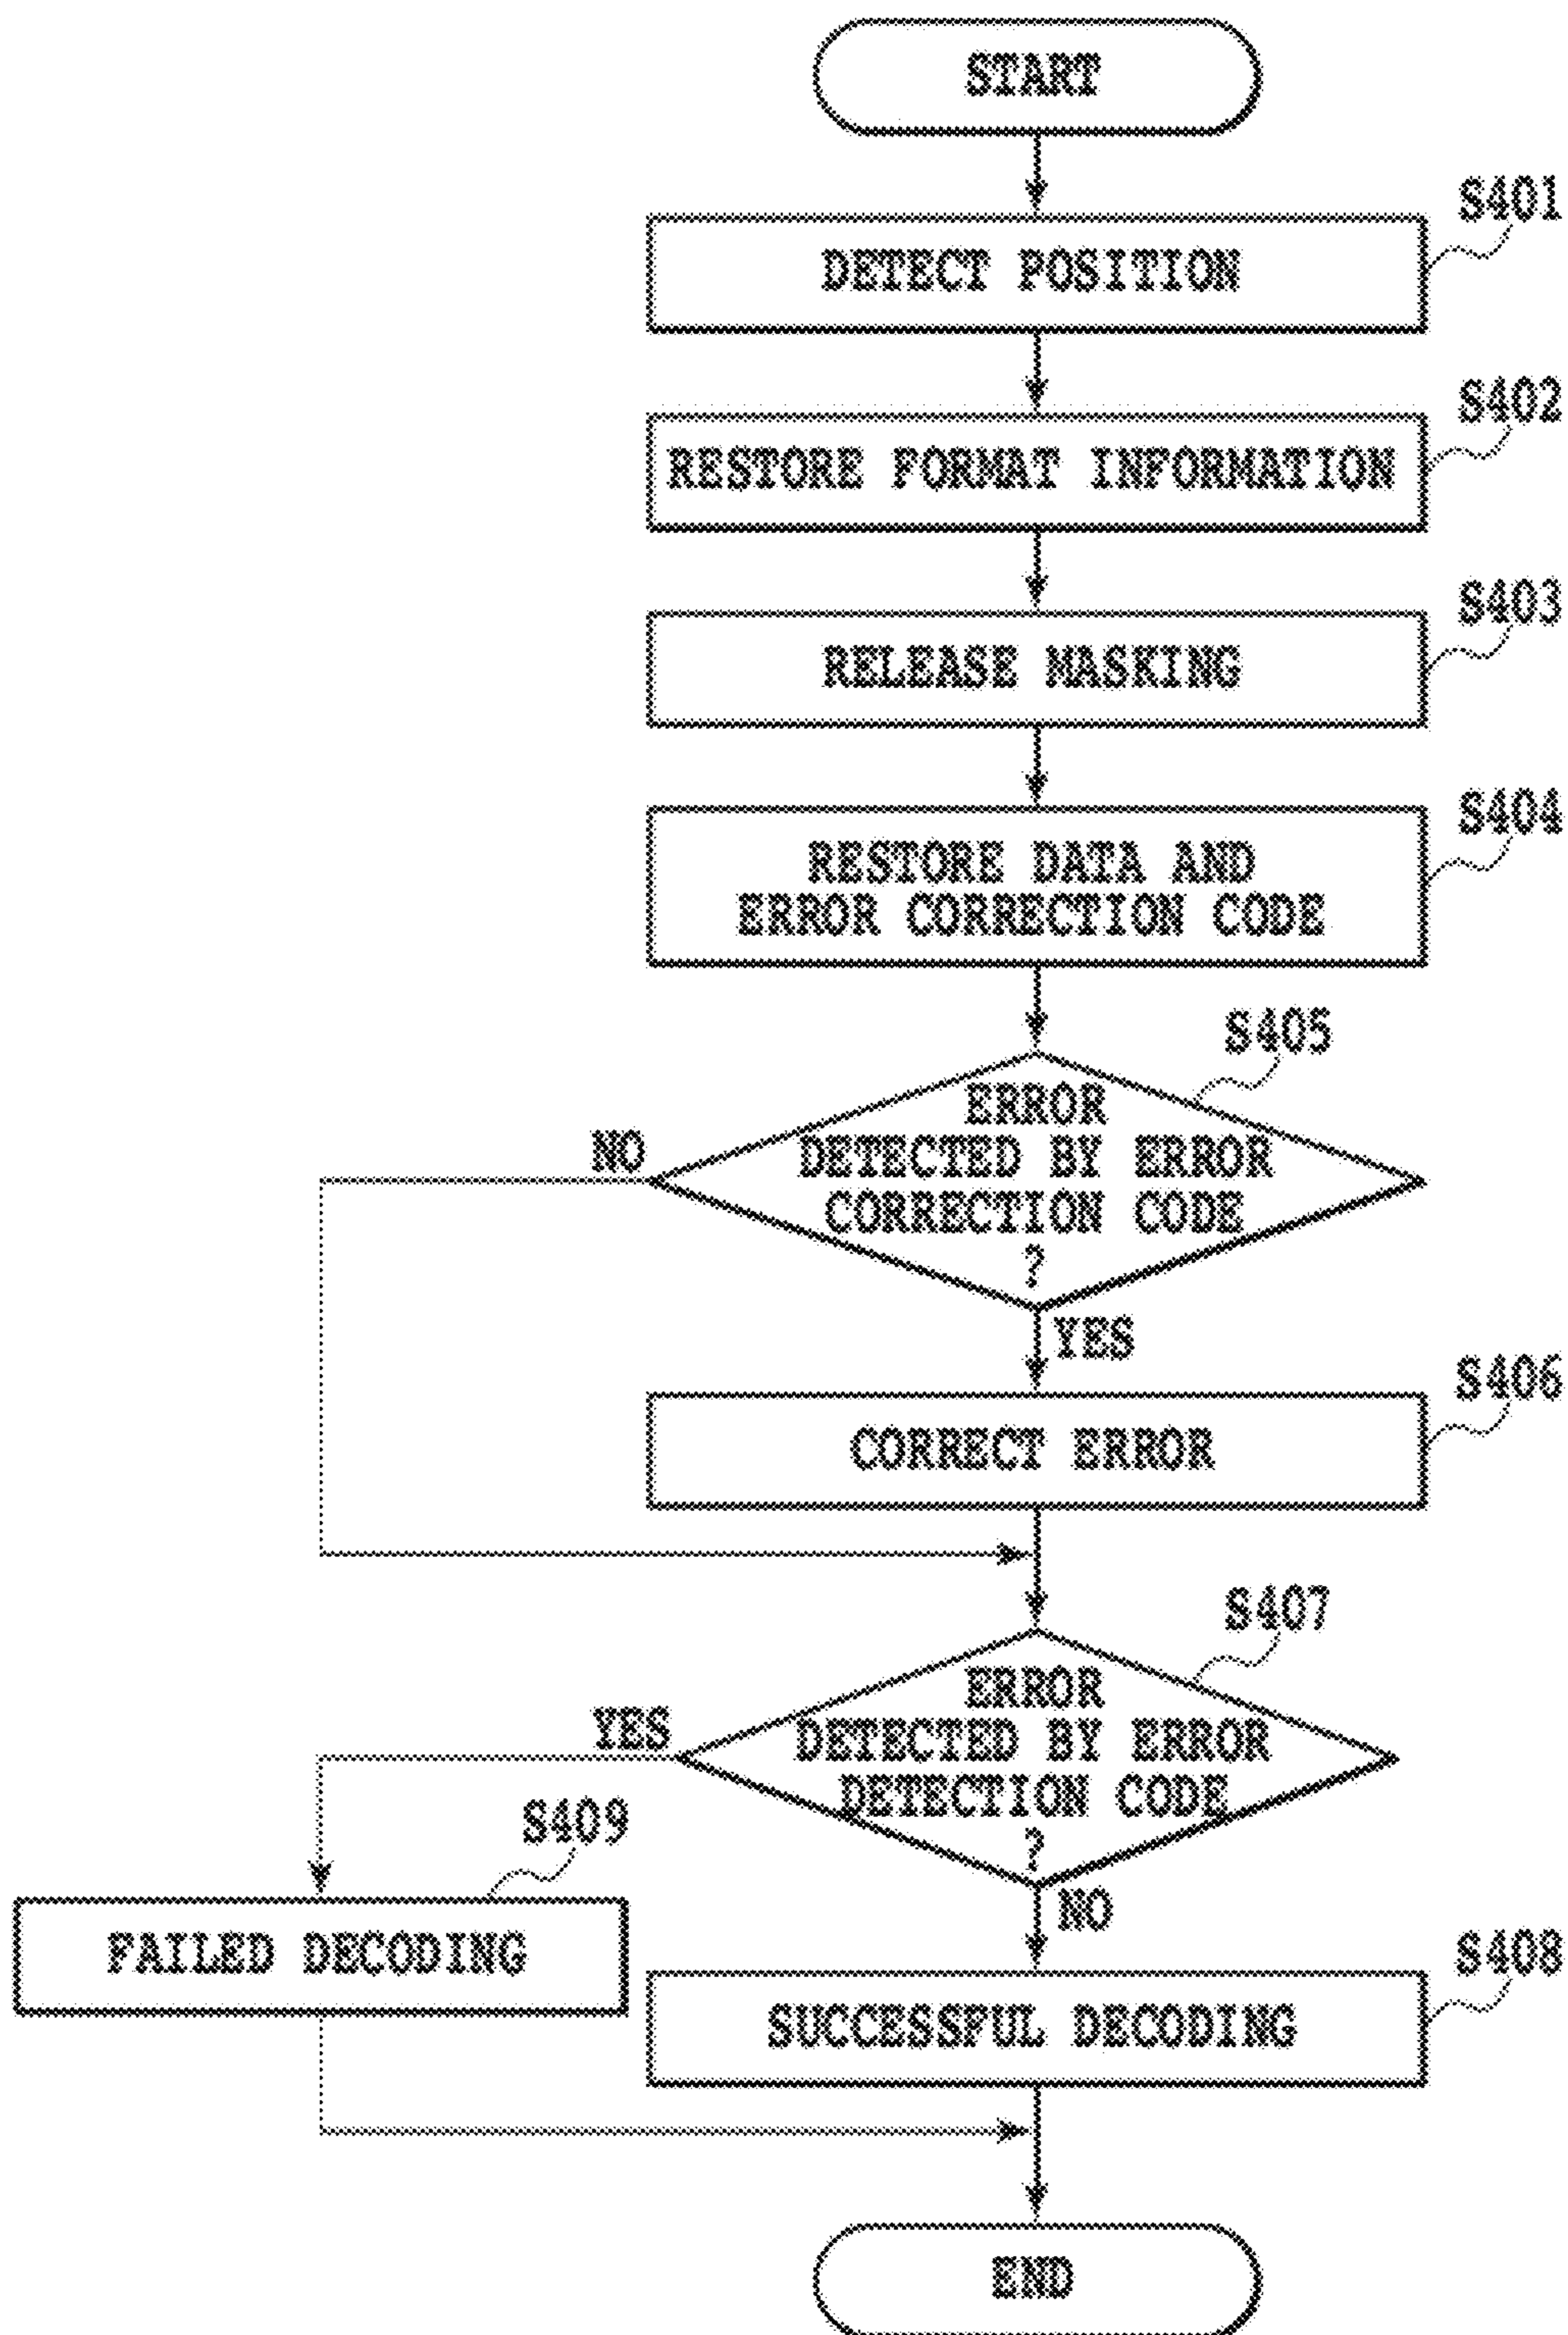 START
S401
DETECT POSITION
S402
RESTORE FORMAT INFORMATION
S403
RELEASE MASKING
S404
RESTORE DATA AND
ERROR CORRECTION CODE
S405
ERROR
DETECTED BY ERROR
CORRECTION CODE
?
NO
YES
S406
CORRECT ERROR
S407
ERROR
DETECTED BY ERROR
DETECTION CODE
?
YES
NO
S409
FAILED DECODING
S408
SUCCESSFUL DECODING
END